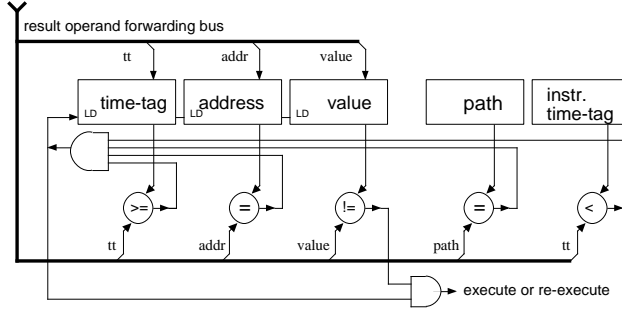 result operand forwarding bus
tt addr value
time-tag address value path instr.
time-tag
LD LD LD
>= = != = <
tt addr value path tt
execute or re-execute